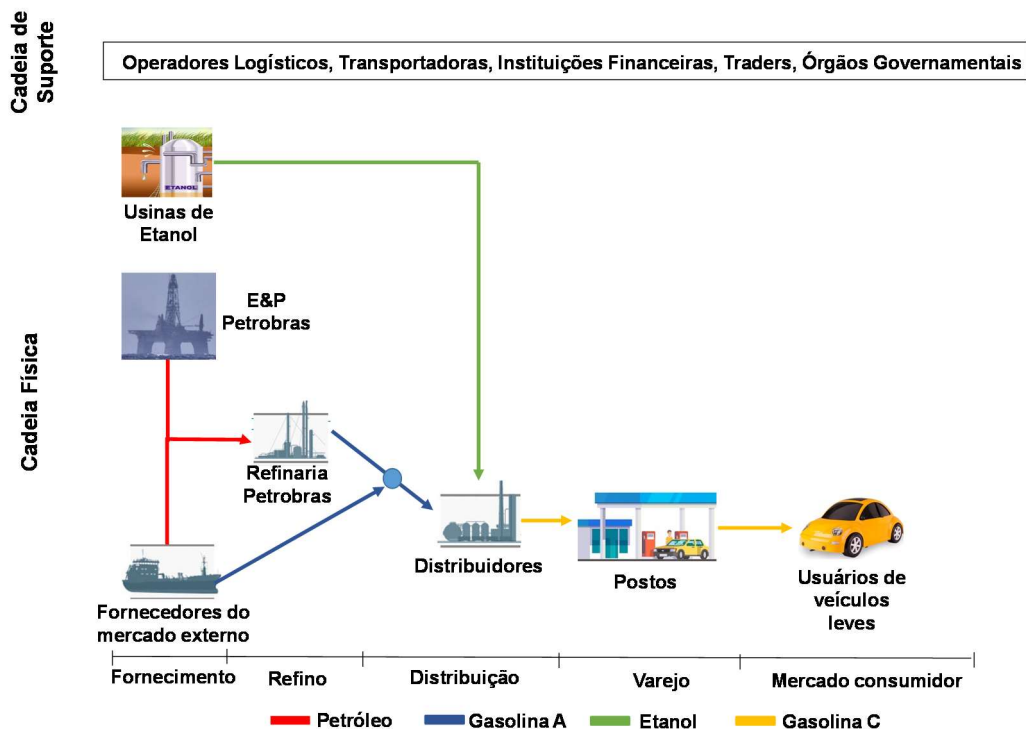 Cadeia de
Suporte
Operadores Logísticos, Transportadoras, Instituições Financeiras, Traders, Órgãos Governamentais
ETANOL
Usinas de
Etanol
E&P
Petrobras
Cadeia Física
Refinaria
Petrobras
Distribuidores
Postos
Usuários de
veículos
leves
Fornecedores do
mercado externo
Fornecimento
Refino
Distribuição
Varejo
Mercado consumidor
Petróleo
Gasolina A
Etanol
Gasolina C